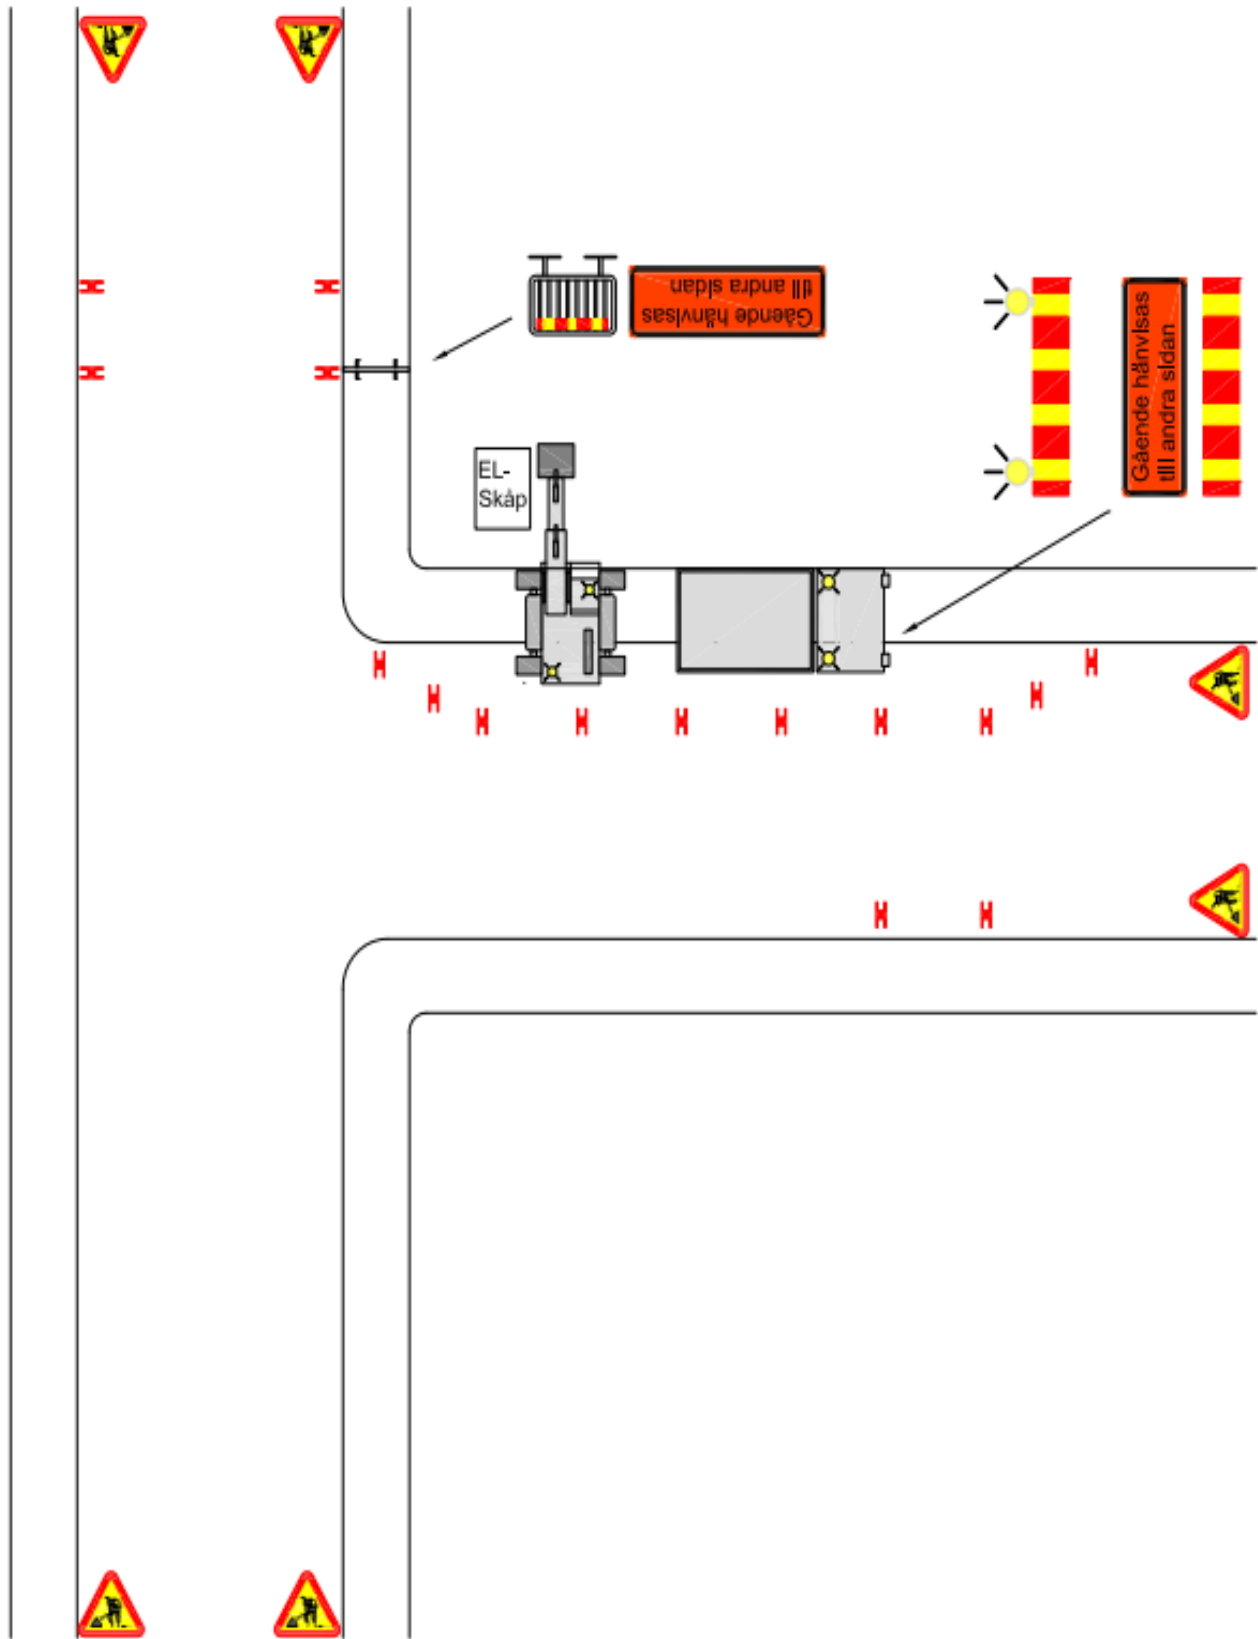 Gående hänvisas
till andra sidan
Gående hänvisas
till andra sidan
EL-
Skåp